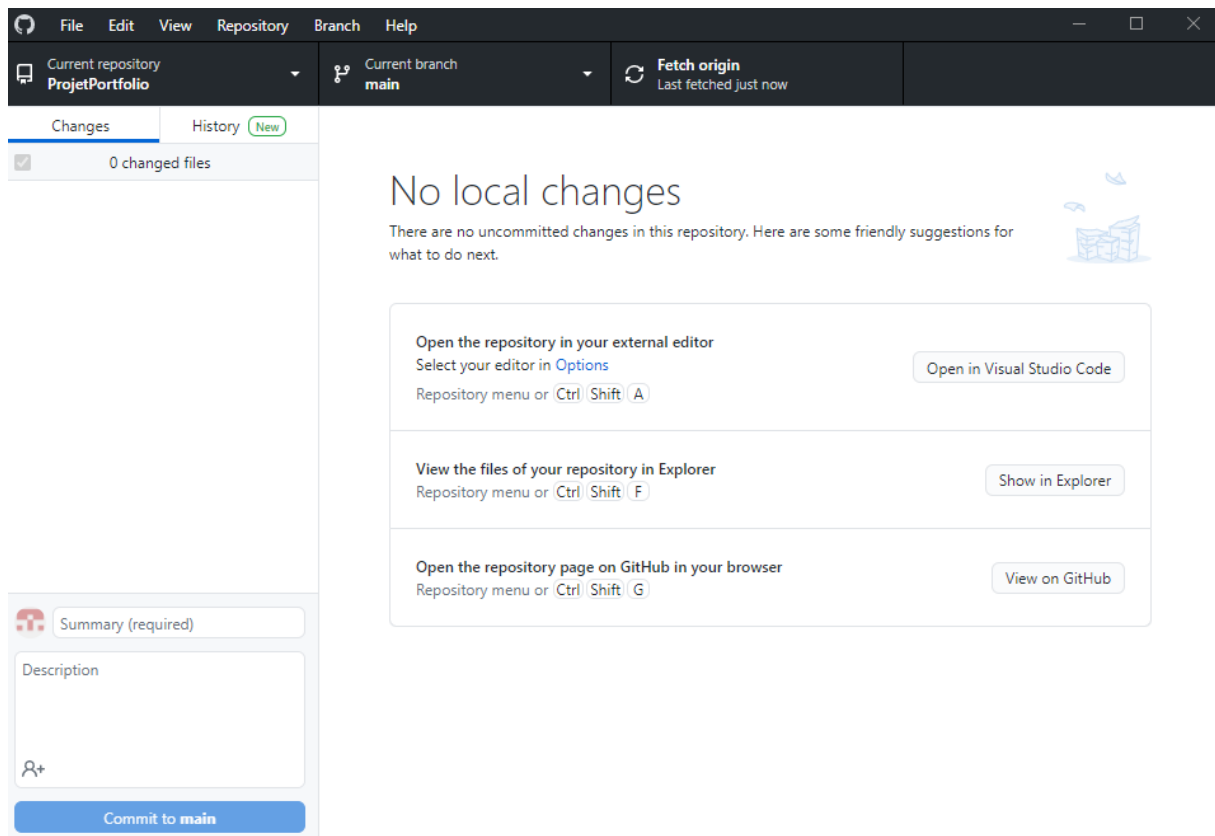 File Edit View Repository Branch Help
Current repository
ProjetPortfolio
Current branch
main
Fetch origin
Last fetched just now
Changes
History New
0 changed files
No local changes
There are no uncommitted changes in this repository. Here are some friendly suggestions for
what to do next.
Open the repository in your external editor
Select your editor in Options
Repository menu or Ctrl Shift A
Open in Visual Studio Code
View the files of your repository in Explorer
Repository menu or Ctrl Shift F
Show in Explorer
Open the repository page on GitHub in your browser
Repository menu or Ctrl Shift G
View on GitHub
Summary (required)
Description
Commit to main